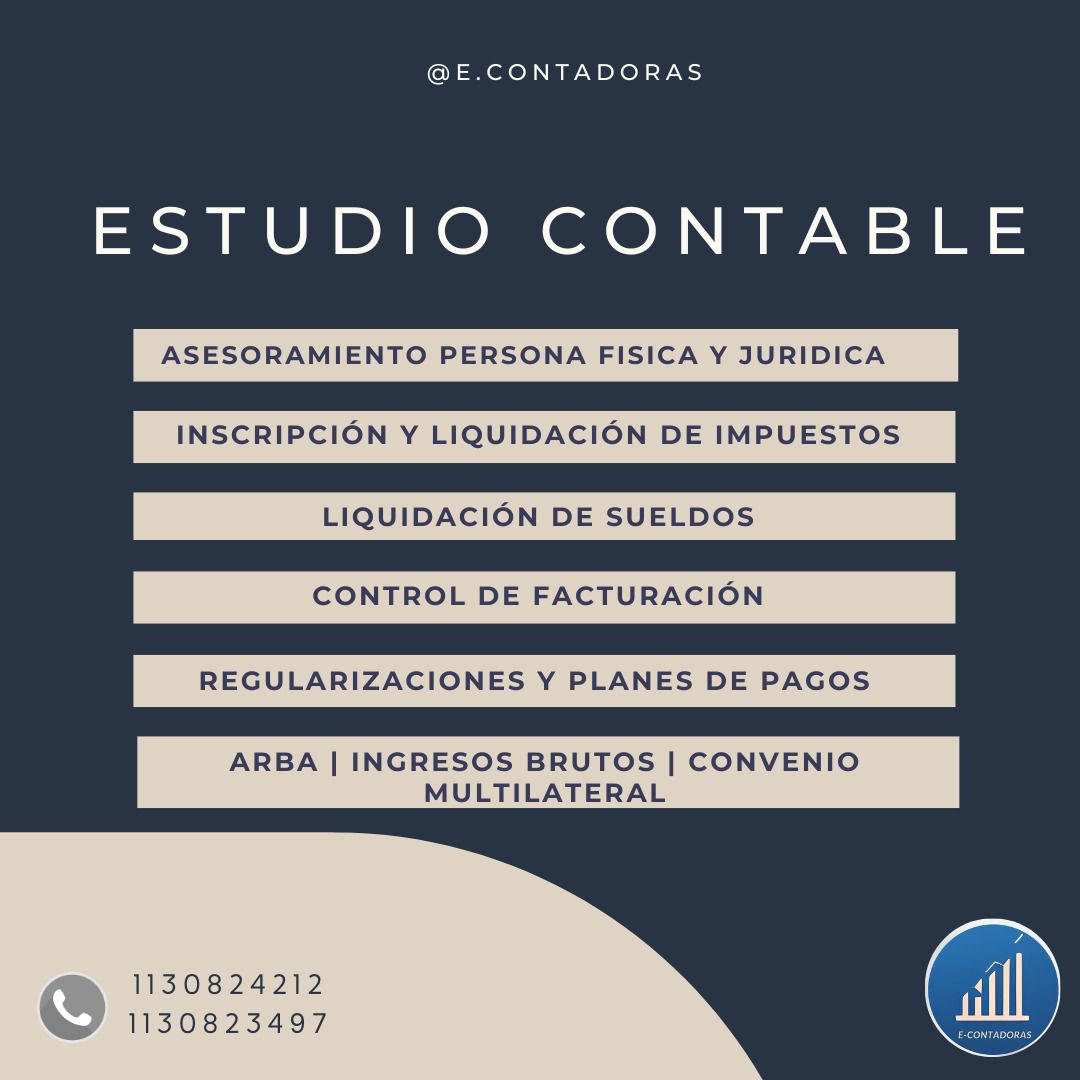 @E.CONTADORAS
ESTUDIO CONTABLE
ASESORAMIENTO PERSONA FISICA Y JURIDICA
INSCRIPCIÓN Y LIQUIDACIÓN DE IMPUESTOS
LIQUIDACIÓN DE SUELDOS
CONTROL DE FACTURACIÓN
REGULARIZACIONES Y PLANES DE PAGOS
ARBA | INGRESOS BRUTOS | CONVENIO
MULTILATERAL
1130824212
1130823497
E-CONTADORAS